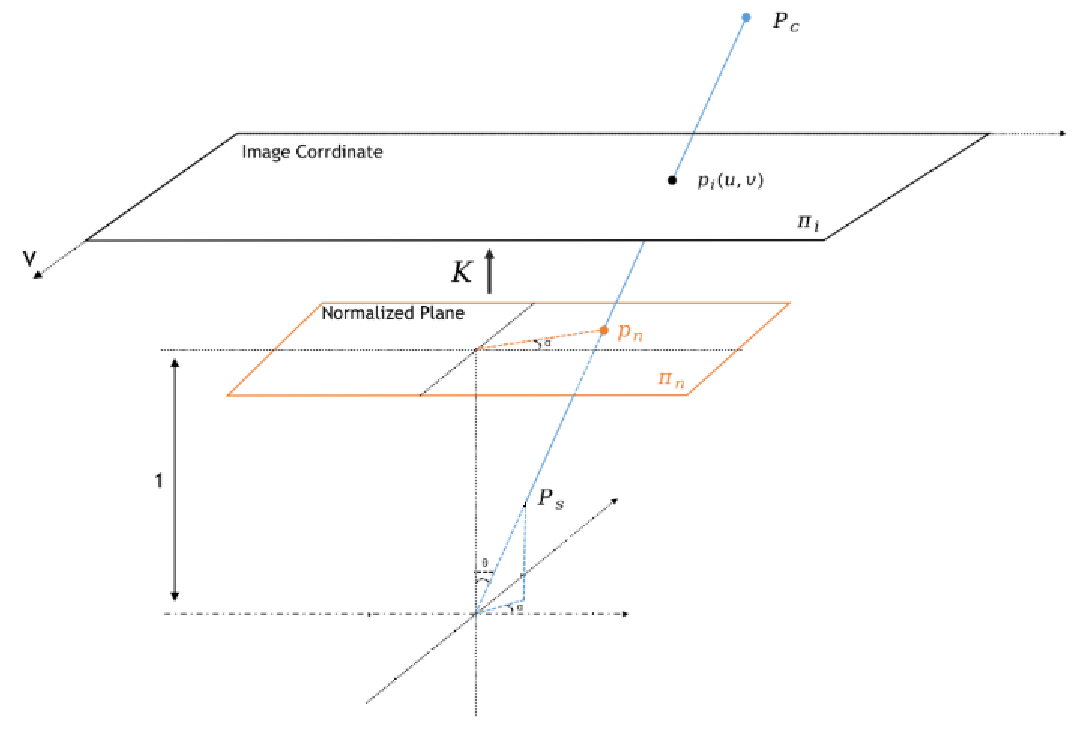 P_c
Image Corrdinate
p_i(u, v)
π_i
V
K
Normalized Plane
p_n
α
π_n
1
P_s
θ
α